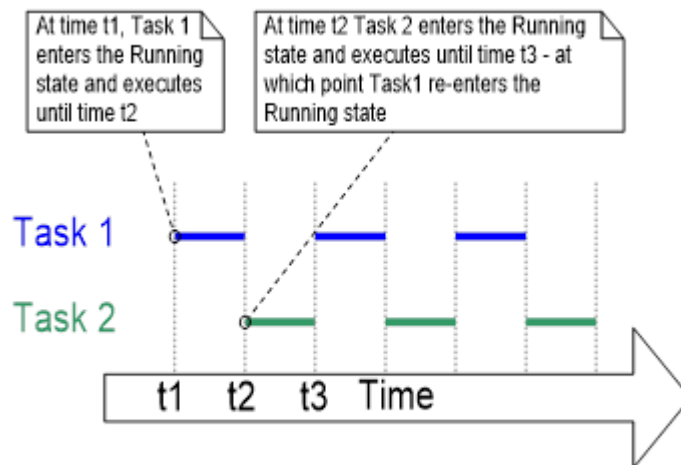 At time t1, Task 1
enters the Running
state and executes
until time t2
At time t2 Task 2 enters the Running
state and executes until time t3 - at
which point Task1 re-enters the
Running state
Task 1
Task 2
t1 t2 t3 Time